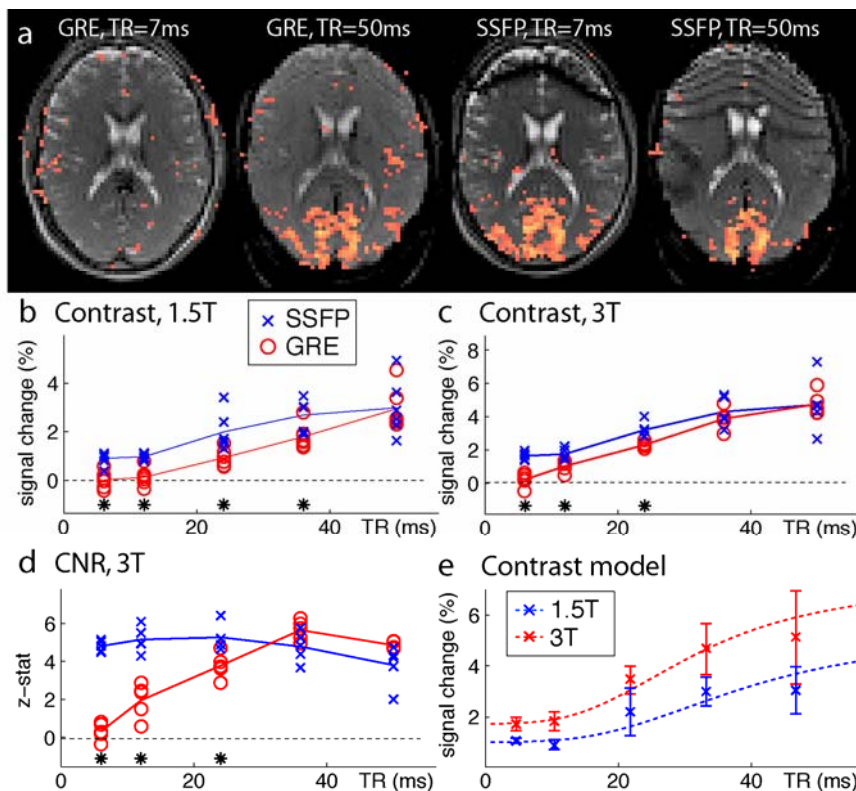 a GRE, TR=7ms GRE, TR=50ms SSFP, TR=7ms SSFP, TR=50ms
b Contrast, 1.5T
SSFP
GRE
signal change (%)
4
2
0
0 20 40 TR (ms)
* * * *
c Contrast, 3T
signal change (%)
8
6
4
2
0
0 20 40 TR (ms)
* * *
d CNR, 3T
z-stat
6
4
2
0
0 20 40 TR (ms)
* * *
e Contrast model
1.5T
3T
signal change (%)
6
4
2
0 20 40 TR (ms)